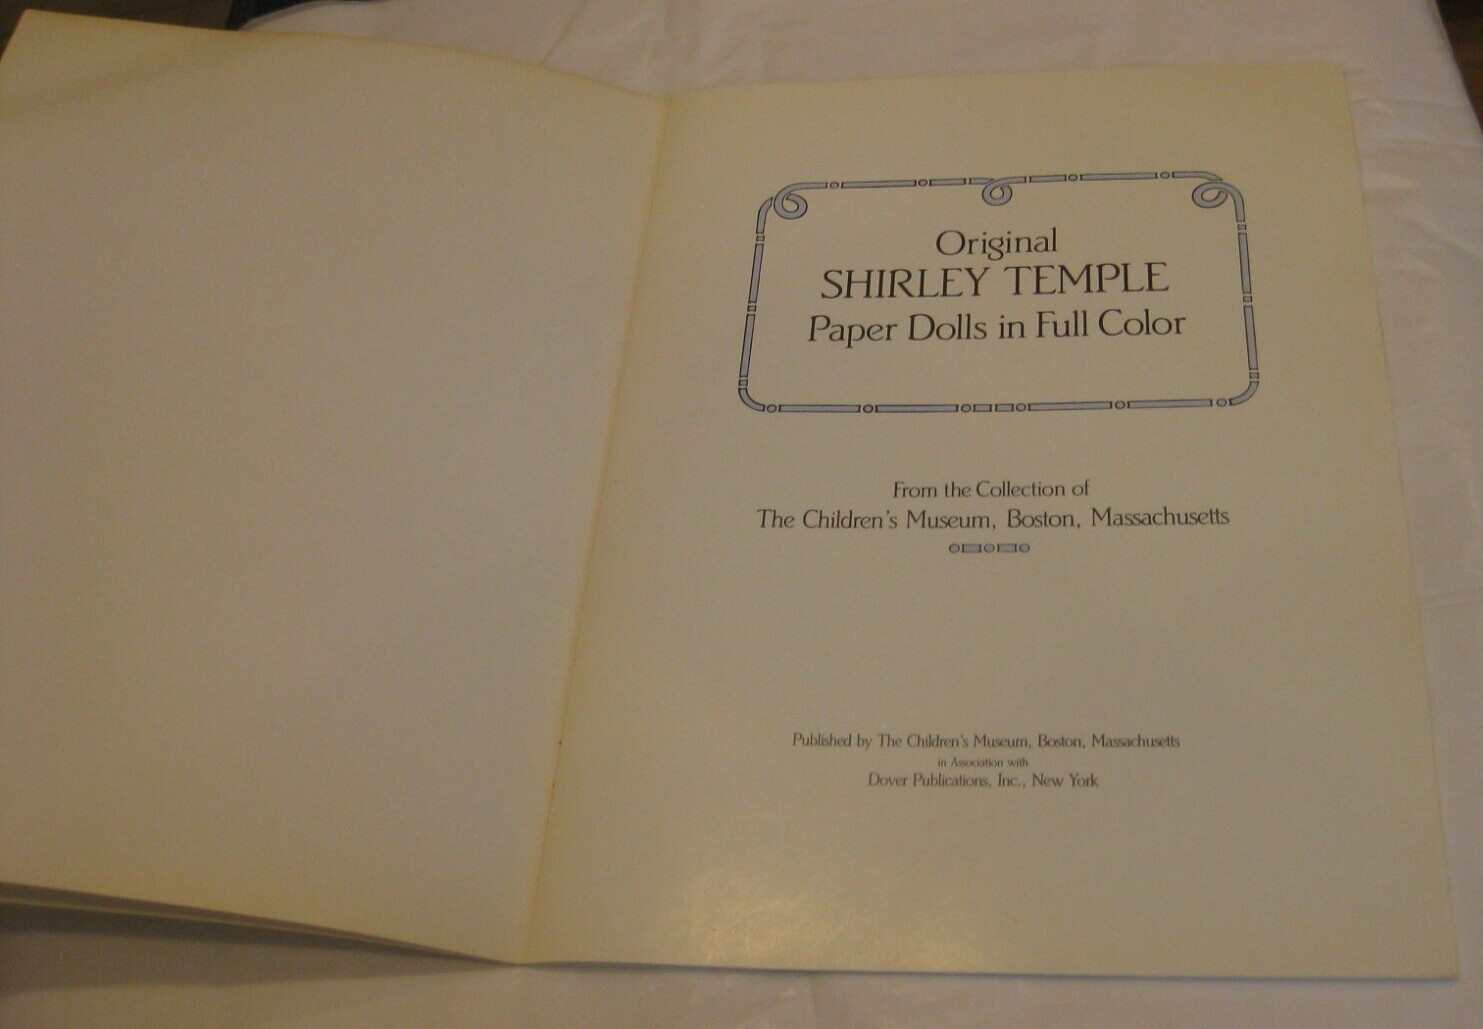 Original
SHIRLEY TEMPLE
Paper Dolls in Full Color
From the Collection of
The Children's Museum, Boston, Massachusetts
Published by The Children's Museum, Boston, Massachusetts
in Association with
Dover Publications, Inc., New York